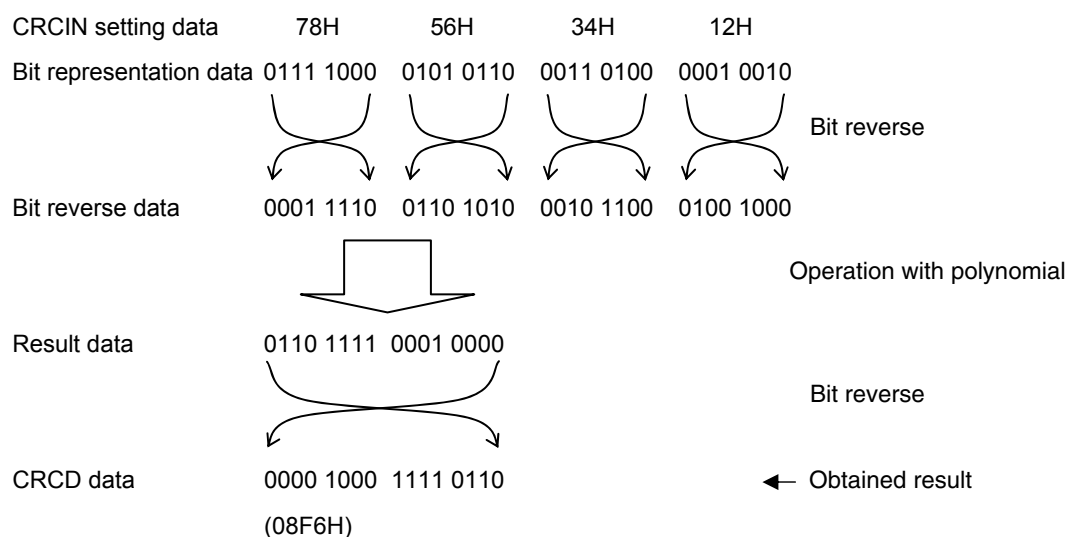 CRCIN setting data 78H 56H 34H 12H
Bit representation data 0111 1000 0101 0110 0011 0100 0001 0010
Bit reverse
Bit reverse data 0001 1110 0110 1010 0010 1100 0100 1000
Operation with polynomial
Result data 0110 1111 0001 0000
Bit reverse
CRCD data 0000 1000 1111 0110 Obtained result
(08F6H)